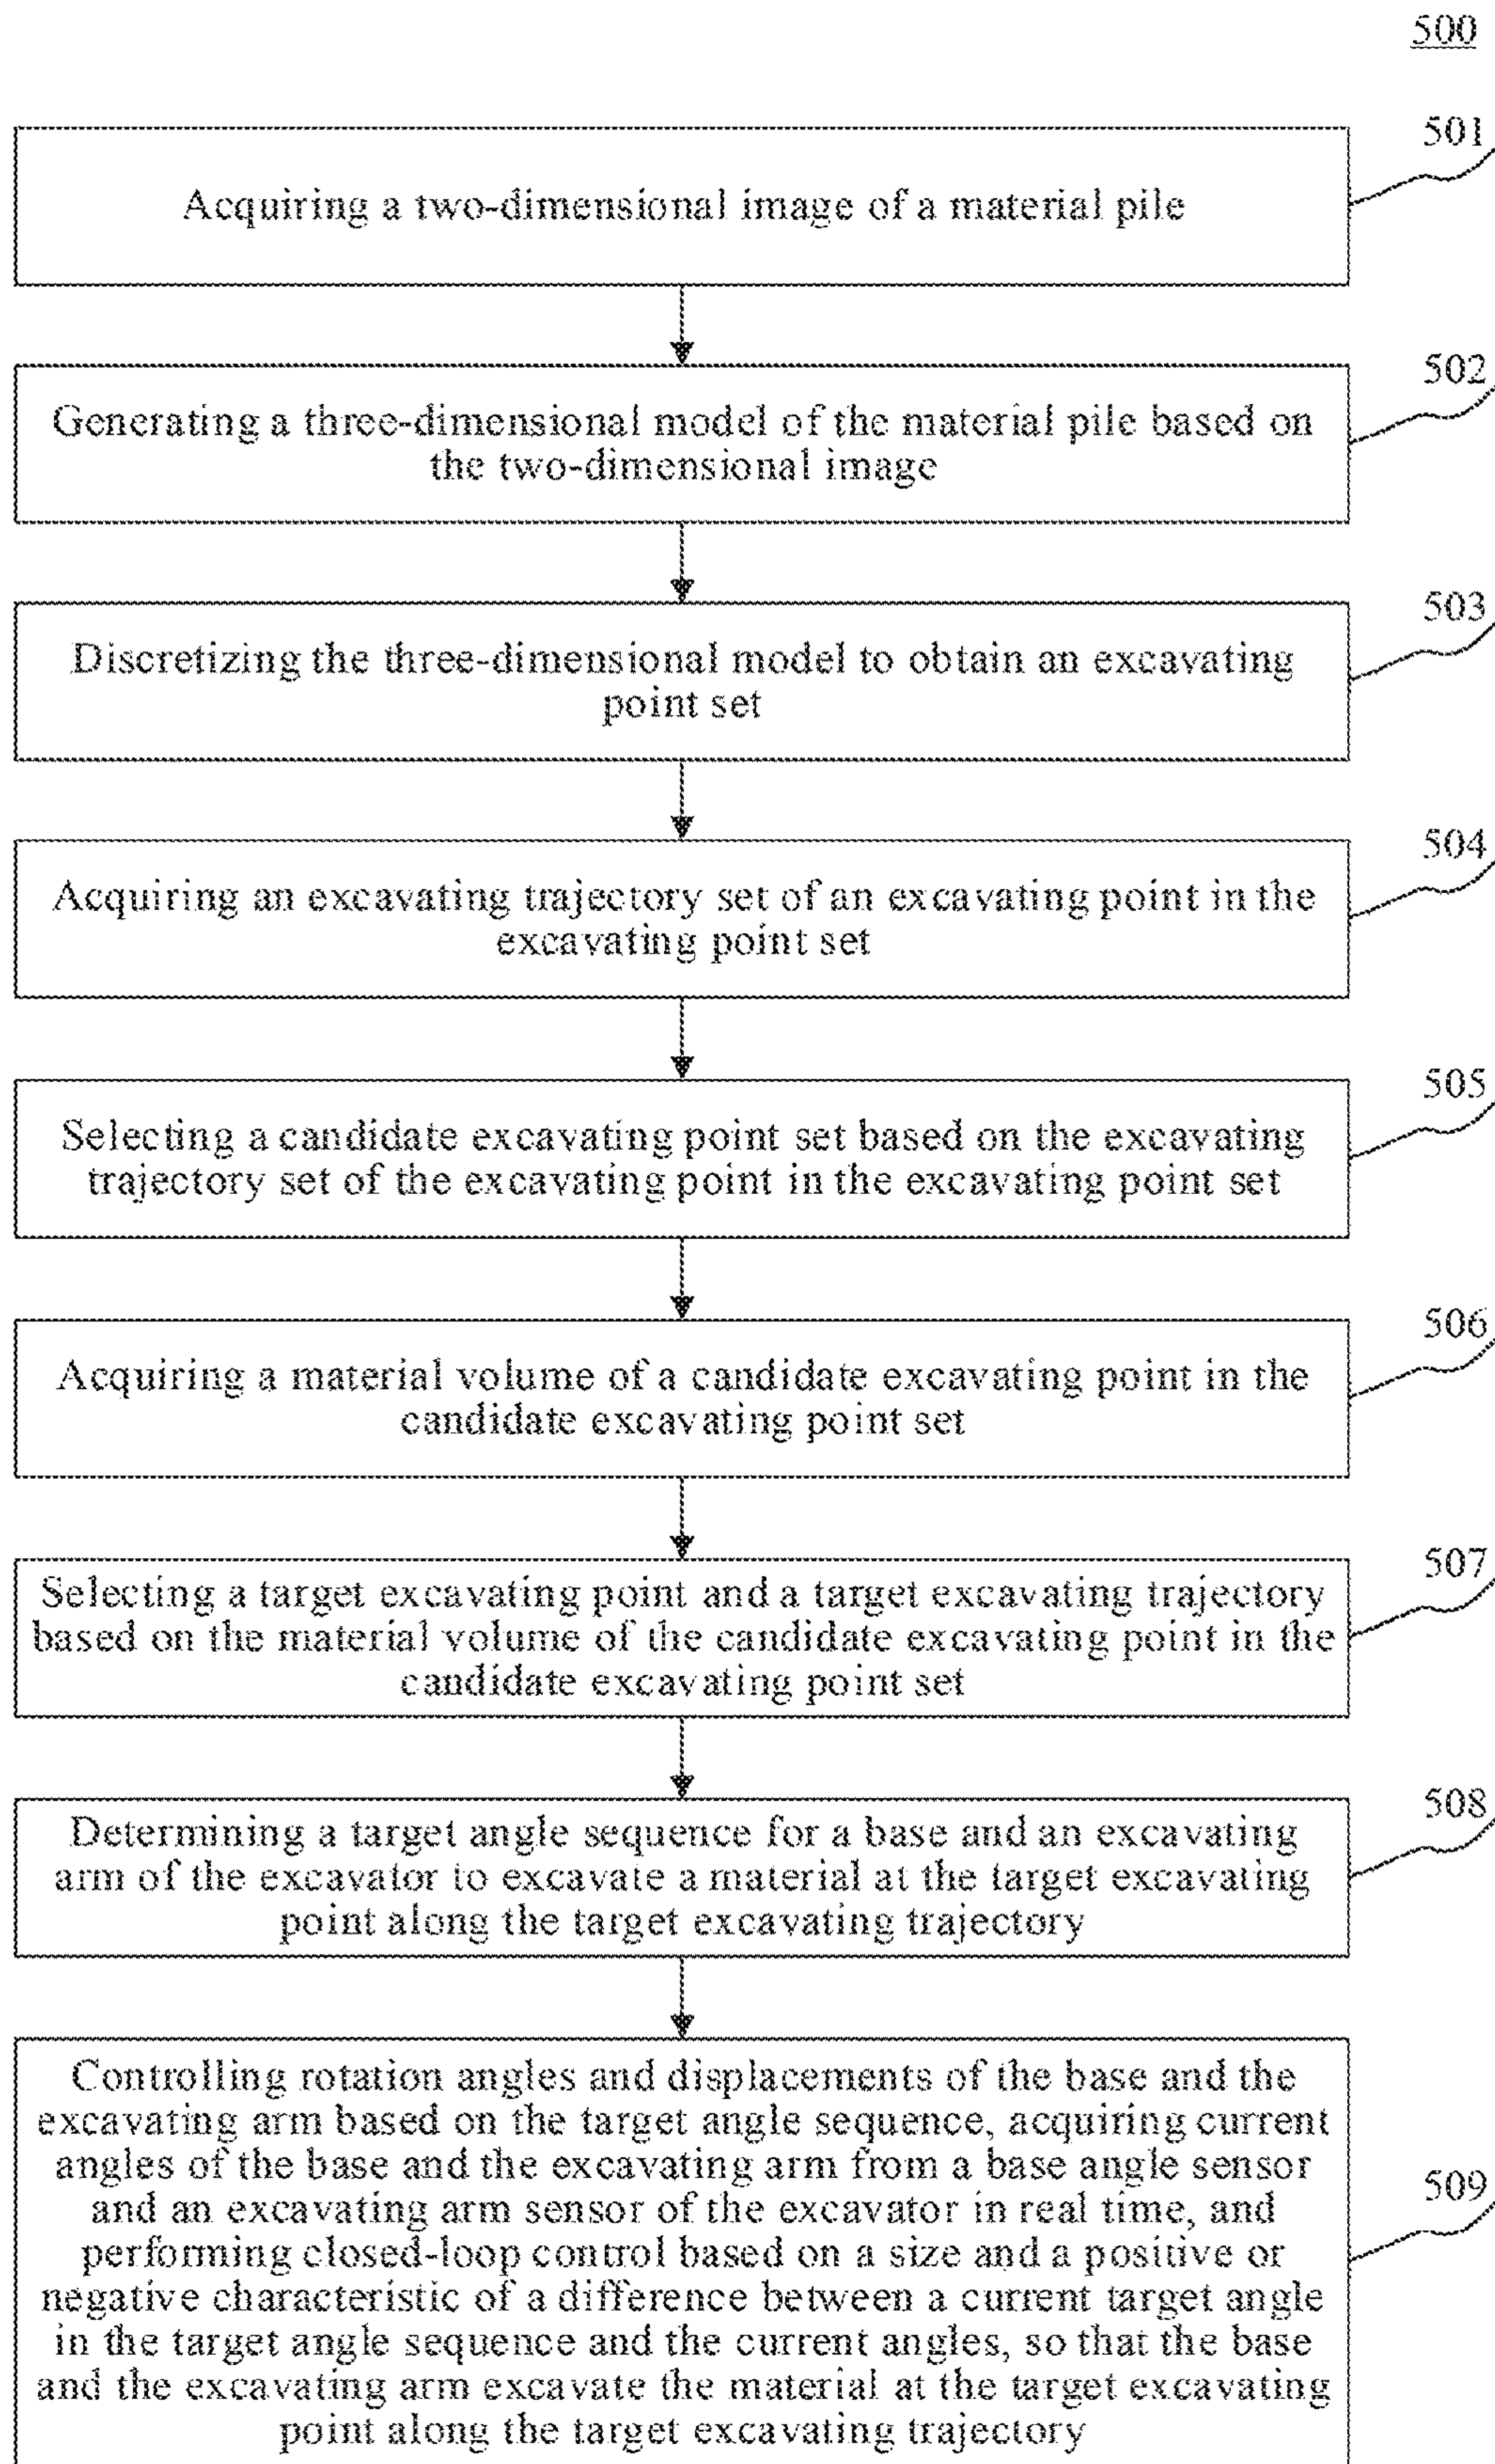 500
501
Acquiring a two-dimensional image of a material pile
502
Generating a three-dimensional model of the material pile based on
the two-dimensional image
503
Discretizing the three-dimensional model to obtain an excavating
point set
504
Acquiring an excavating trajectory set of an excavating point in the
excavating point set
505
Selecting a candidate excavating point set based on the excavating
trajectory set of the excavating point in the excavating point set
506
Acquiring a material volume of a candidate excavating point in the
candidate excavating point set
507
Selecting a target excavating point and a target excavating trajectory
based on the material volume of the candidate excavating point in the
candidate excavating point set
508
Determining a target angle sequence for a base and an excavating
arm of the excavator to excavate a material at the target excavating
point along the target excavating trajectory
509
Controlling rotation angles and displacements of the base and the
excavating arm based on the target angle sequence, acquiring current
angles of the base and the excavating arm from a base angle sensor
and an excavating arm sensor of the excavator in real time, and
performing closed-loop control based on a size and a positive or
negative characteristic of a difference between a current target angle
in the target angle sequence and the current angles, so that the base
and the excavating arm excavate the material at the target excavating
point along the target excavating trajectory